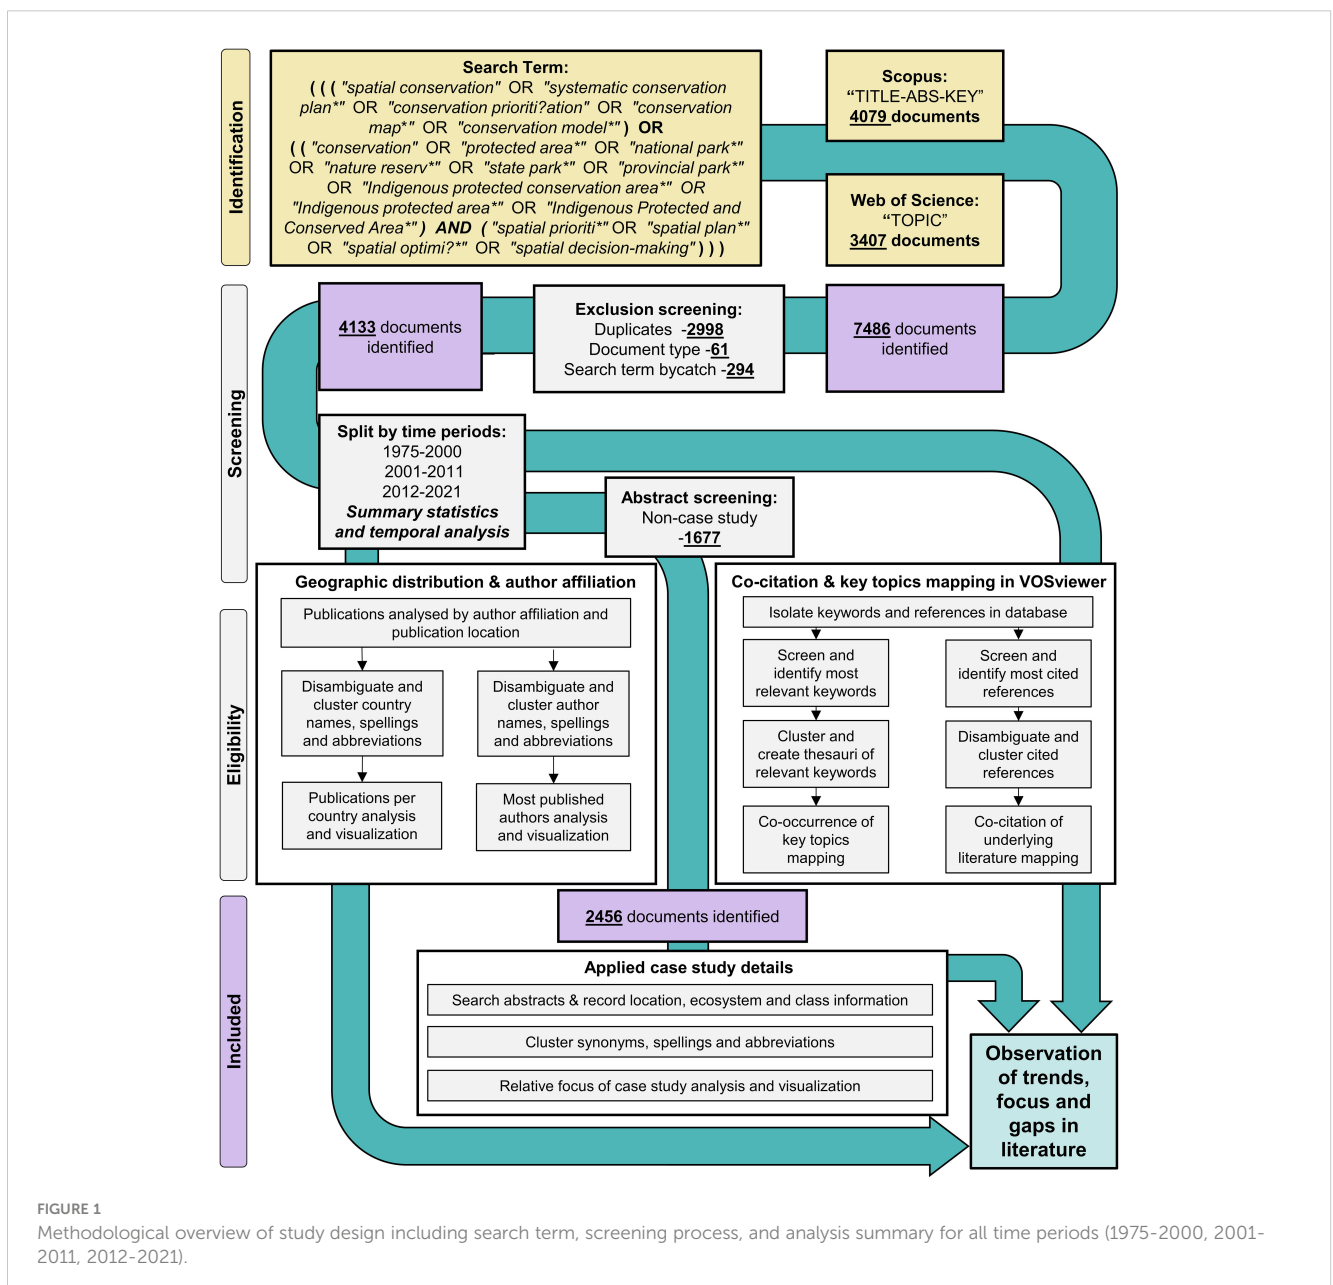 Identification
Search Term:
( ( ( "spatial conservation" OR "systematic conservation
plan*" OR "conservation prioriti?ation" OR "conservation
map*" OR "conservation model*" ) OR
( ( "conservation" OR "protected area*" OR "national park*"
OR "nature reserv*" OR "state park*" OR "provincial park*"
OR "Indigenous protected conservation area*" OR
"Indigenous protected area*" OR "Indigenous Protected and
Conserved Area*" ) AND ( "spatial prioriti*" OR "spatial plan*"
OR "spatial optimi?*" OR "spatial decision-making" ) ) )
Scopus:
“TITLE-ABS-KEY”
4079 documents
Web of Science:
“TOPIC”
3407 documents
Screening
4133 documents
identified
Exclusion screening:
Duplicates -2998
Document type -61
Search term bycatch -294
7486 documents
identified
Split by time periods:
1975-2000
2001-2011
2012-2021
Summary statistics
and temporal analysis
Abstract screening:
Non-case study
-1677
Eligibility
Geographic distribution & author affiliation
Publications analysed by author affiliation and
publication location
Disambiguate and
cluster country
names, spellings
and abbreviations
Disambiguate and
cluster author
names, spellings
and abbreviations
Publications per
country analysis
and visualization
Most published
authors analysis
and visualization
Co-citation & key topics mapping in VOSviewer
Isolate keywords and references in database
Screen and
identify most
relevant keywords
Screen and
identify most cited
references
Cluster and
create thesauri of
relevant keywords
Disambiguate and
cluster cited
references
Co-occurrence of
key topics
mapping
Co-citation of
underlying
literature mapping
Included
2456 documents identified
Applied case study details
Search abstracts & record location, ecosystem and class information
Cluster synonyms, spellings and abbreviations
Relative focus of case study analysis and visualization
Observation
of trends,
focus and
gaps in
literature
FIGURE 1
Methodological overview of study design including search term, screening process, and analysis summary for all time periods (1975-2000, 2001-
2011, 2012-2021).